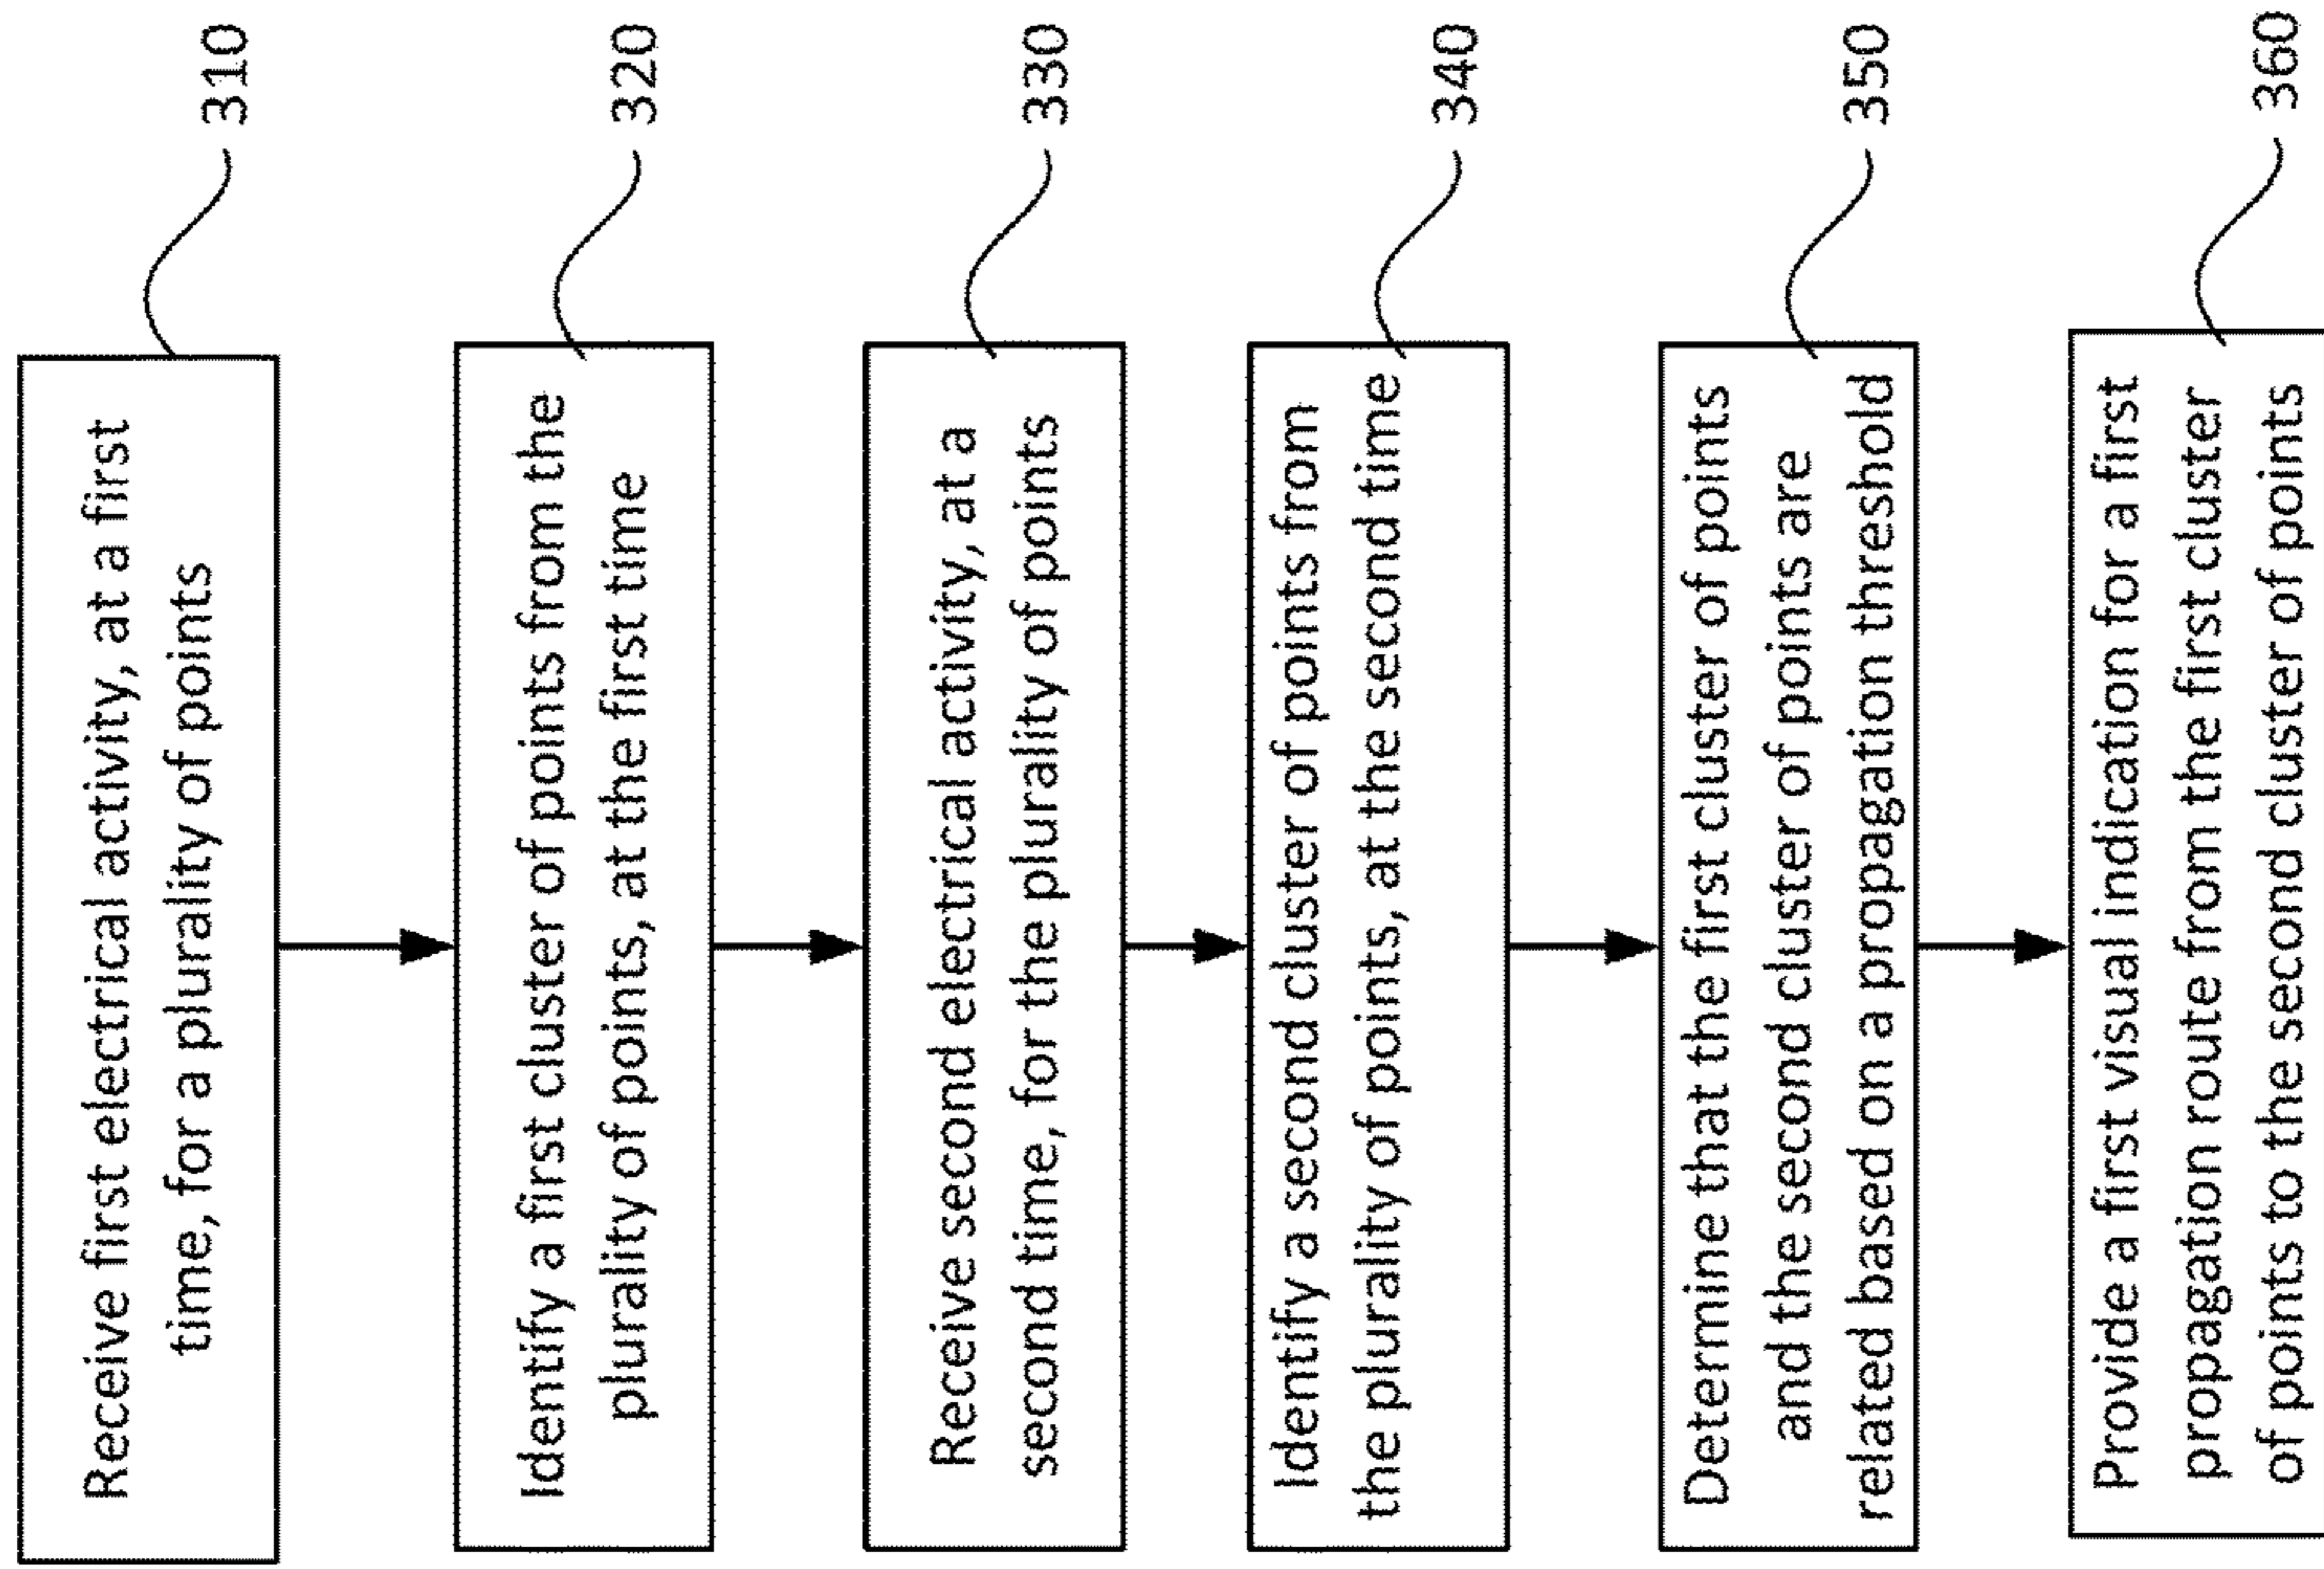 Receive first electrical activity, at a first
time, for a plurality of points
310
Identify a first cluster of points from the
plurality of points, at the first time
320
Receive second electrical activity, at a
second time, for the plurality of points
330
Identify a second cluster of points from
the plurality of points, at the second time
340
Determine that the first cluster of points
and the second cluster of points are
related based on a propagation threshold
350
Provide a first visual indication for a first
propagation route from the first cluster
of points to the second cluster of points
360